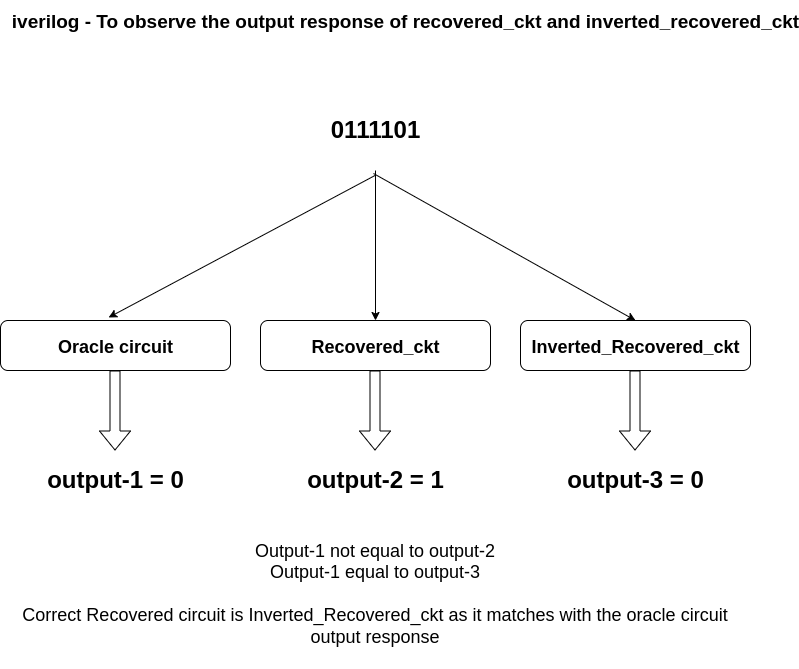 iverilog - To observe the output response of recovered_ckt and inverted_recovered_ckt
0111101
Oracle circuit
Recovered_ckt
Inverted_Recovered_ckt
output-1 = 0
output-2 = 1
output-3 = 0
Output-1 not equal to output-2
Output-1 equal to output-3
Correct Recovered circuit is Inverted_Recovered_ckt as it matches with the oracle circuit
output response